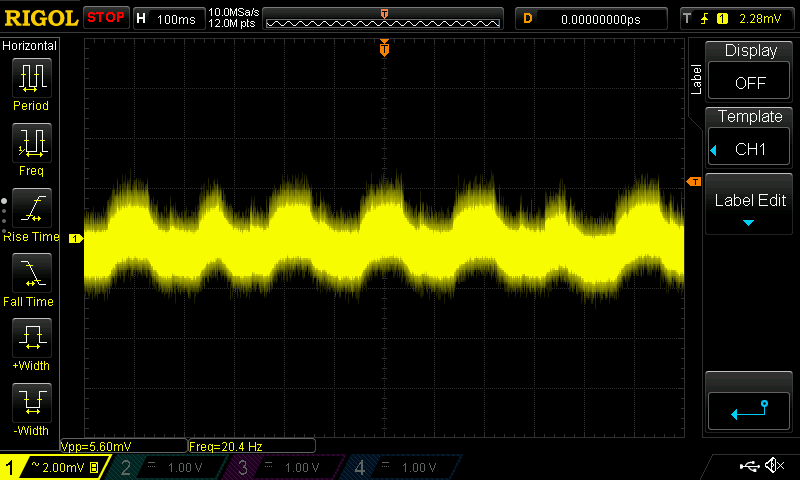 RIGOL STOP H 100ms 10.0MSa/s 12.0M pts T D 0.00000000ps T 1 2.28mV
Horizontal
Period
Freq
Rise Time
Fall Time
+Width
-Width
T
T
1
Label
Display
OFF
Template
CH1
Label Edit
Vpp=5.60mV Freq=20.4 Hz
1 ~ 2.00mV B 2 1.00 V 3 1.00 V 4 1.00 V